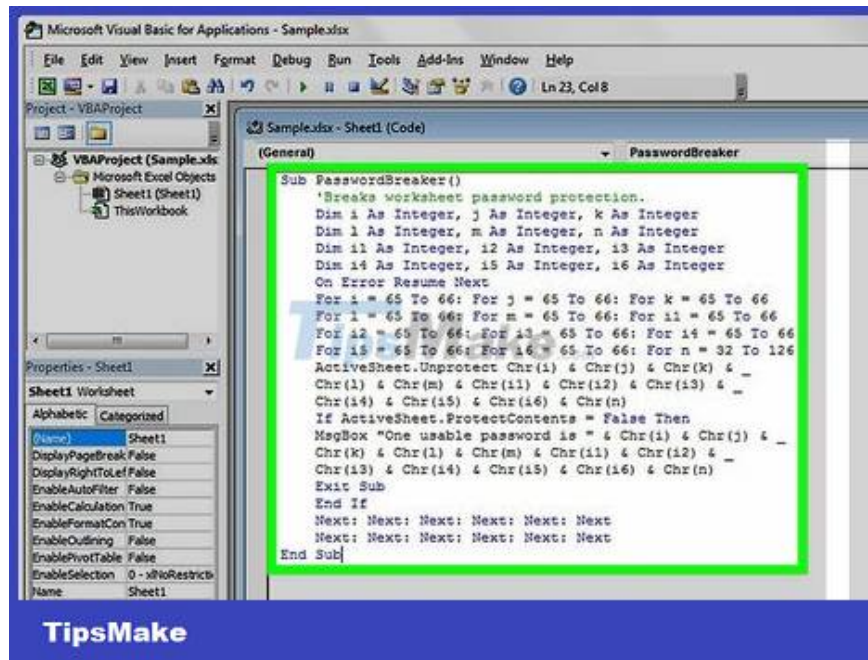 Microsoft Visual Basic for Applications - Sample.xlsx
File Edit View Insert Format Debug Run Tools Add-Ins Window Help
Ln 23, Col 8
Project - VBAProject
Sample.xlsx - Sheet1 (Code)
(General) PasswordBreaker
VBAProject (Sample.xls
Microsoft Excel Objects
Sheet1 (Sheet1)
ThisWorkbook
Sub PasswordBreaker()
'Breaks worksheet password protection.
Dim i As Integer, j As Integer, k As Integer
Dim l As Integer, m As Integer, n As Integer
Dim i1 As Integer, i2 As Integer, i3 As Integer
Dim i4 As Integer, i5 As Integer, i6 As Integer
On Error Resume Next
For i = 65 To 66: For j = 65 To 66: For k = 65 To 66
For l = 65 To 66: For m = 65 To 66: For i1 = 65 To 66
For i2 = 65 To 66: For i3 = 65 To 66: For i4 = 65 To 66
For i5 = 65 To 66: For i6 = 65 To 66: For n = 32 To 126
ActiveSheet.Unprotect Chr(i) & Chr(j) & Chr(k) & _
Chr(l) & Chr(m) & Chr(i1) & Chr(i2) & Chr(i3) & _
Chr(i4) & Chr(i5) & Chr(i6) & Chr(n)
If ActiveSheet.ProtectContents = False Then
MsgBox "One usable password is " & Chr(i) & Chr(j) & _
Chr(k) & Chr(l) & Chr(m) & Chr(i1) & Chr(i2) & _
Chr(i3) & Chr(i4) & Chr(i5) & Chr(i6) & Chr(n)
Exit Sub
End If
Next: Next: Next: Next: Next: Next
Next: Next: Next: Next: Next: Next
End Sub
TipsMake
Properties - Sheet1
Sheet1 Worksheet
Alphabetic Categorized
(Name) Sheet1
DisplayPageBreak False
DisplayRightToLef False
EnableAutoFilter False
EnableCalculation True
EnableFormatCon True
EnableOutlining False
EnablePivotTable False
EnableSelection 0 - xlNoRestricti
Name Sheet1
TipsMake